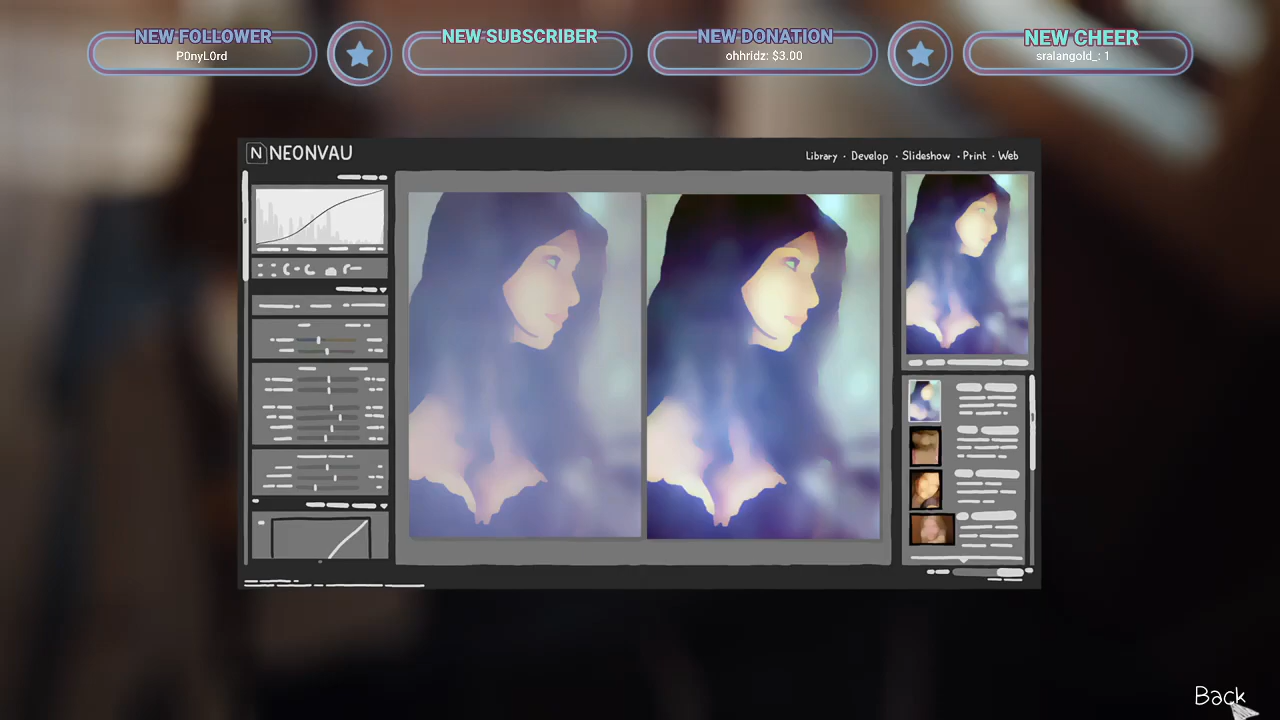 NEW FOLLOWER
P0nyL0rd
NEW SUBSCRIBER
NEW DONATION
ohhridz: $3.00
NEW CHEER
sralangold_: 1
N NEONVAU
Library · Develop · Slideshow · Print · Web
Back